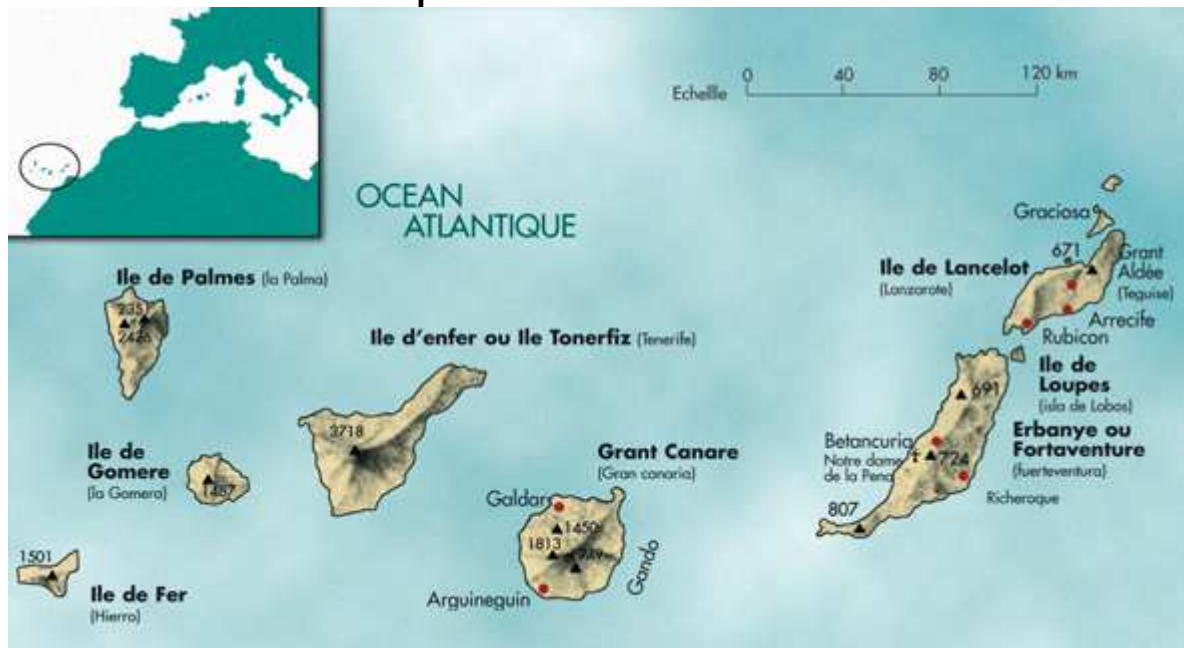 0 40 80 120 km
Echellle
OCEAN
ATLANTIQUE
Graciosa
671
Grant
Aldée
(Teguise)
Ile de Lancelot
(Lanzarote)
Arrecife
Rubicon
Ile de Palmes (la Palma)
2426
Ile d'enfer ou Ile Tonerfiz (Tenerife)
3718
Ile de
Loupes
(isla de Lobos)
691
Erbanye ou
Fortaventure
(fuerteventura)
Betancuria
Notre dame
de la Pena
724
Richeroque
807
Ile de
Gomere
(la Gomera)
1487
Grant Canare
(Gran canaria)
Galdar
1450
1813
Gando
Arguineguin
1501
Ile de Fer
(Hierro)